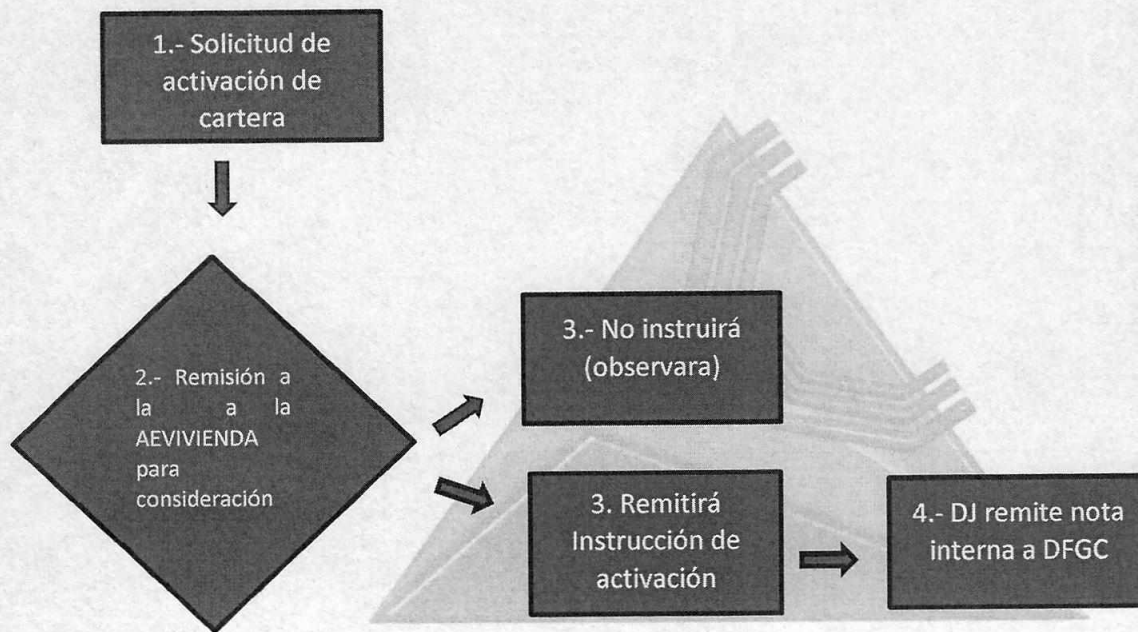 1.- Solicitud de
activación de
cartera
2.- Remisión a
la a la
AEVIVIENDA
para
consideración
3.- No instruirá
(observara)
3. Remitirá
Instrucción de
activación
4.- DJ remite nota
interna a DFGC